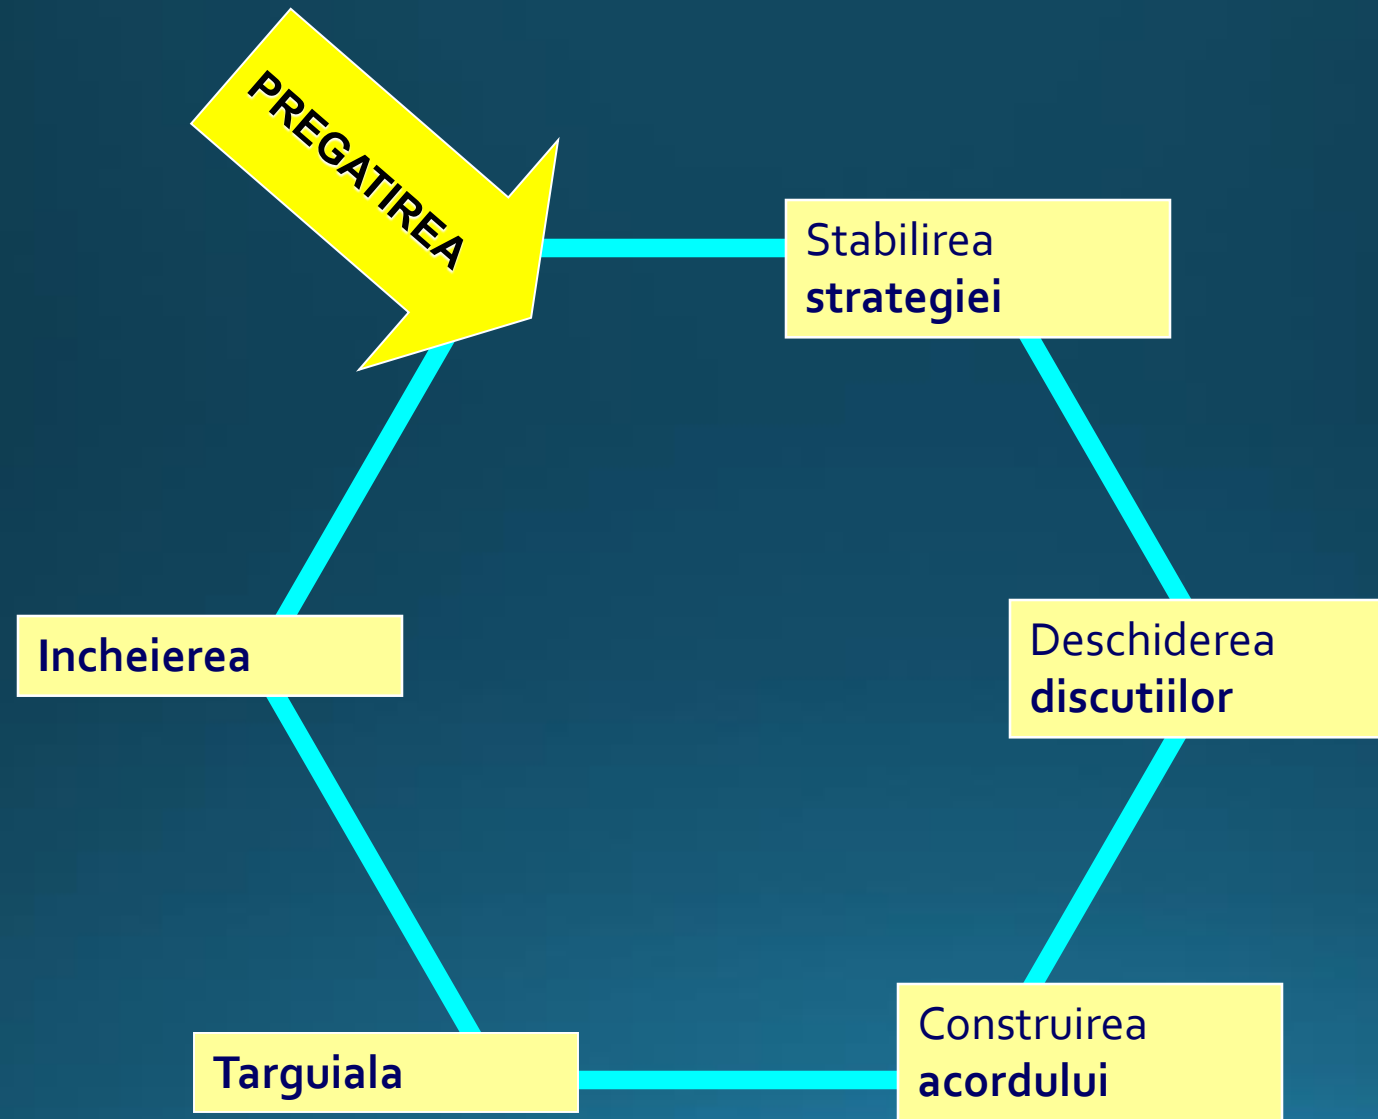 PREGATIREA
Stabilirea
strategiei
Deschiderea
discutiilor
Construirea
acordului
Targuiala
Incheierea